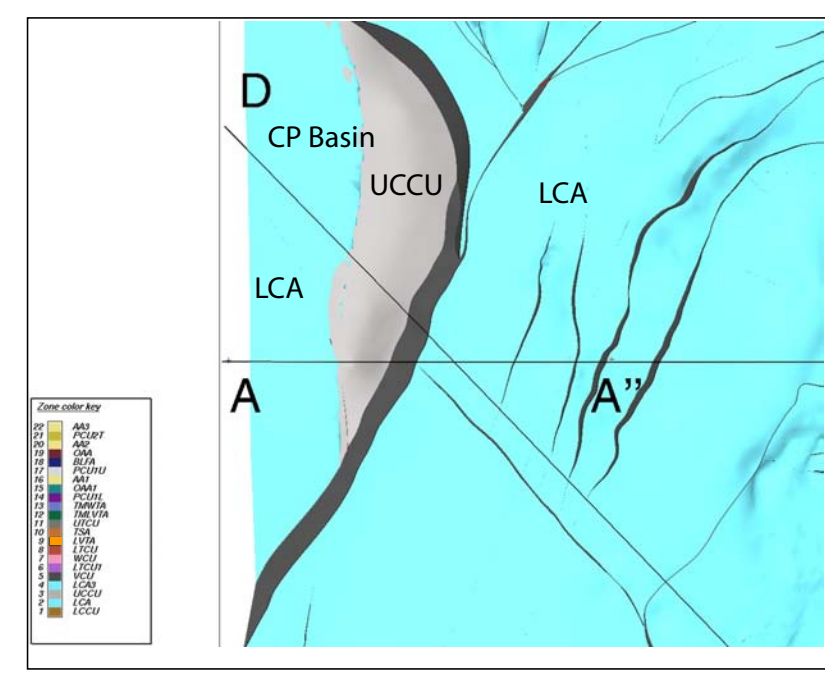 D
CP Basin
UCCU
LCA
LCA
A
A”
Zone color key
22 AA3
21 PCU2T
20 AA2
19 OAA
18 BLFA
17 PCU1U
16 AA1
15 OAA1
14 PCU1L
13 TMWTA
12 TMLVTA
11 UTCU
10 TSA
9 LVTA
8 LTCU
7 WCU
6 LTCU1
5 VCU
4 LCA3
3 UCCU
2 LCA
1 LCCU